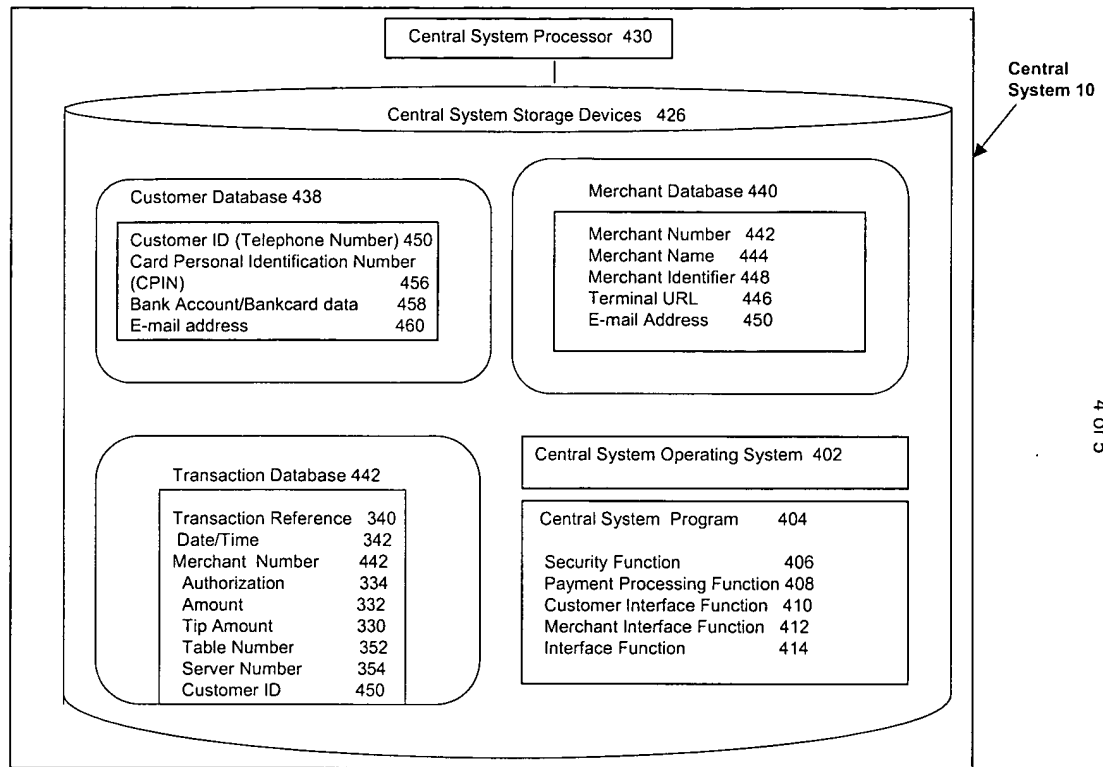 Central System Processor 430
Central System 10
Central System Storage Devices 426
Customer Database 438
Customer ID (Telephone Number) 450
Card Personal Identification Number
(CPIN) 456
Bank Account/Bankcard data 458
E-mail address 460
Merchant Database 440
Merchant Number 442
Merchant Name 444
Merchant Identifier 448
Terminal URL 446
E-mail Address 450
Transaction Database 442
Transaction Reference 340
Date/Time 342
Merchant Number 442
Authorization 334
Amount 332
Tip Amount 330
Table Number 352
Server Number 354
Customer ID 450
Central System Operating System 402
Central System Program 404
Security Function 406
Payment Processing Function 408
Customer Interface Function 410
Merchant Interface Function 412
Interface Function 414
4 of 5